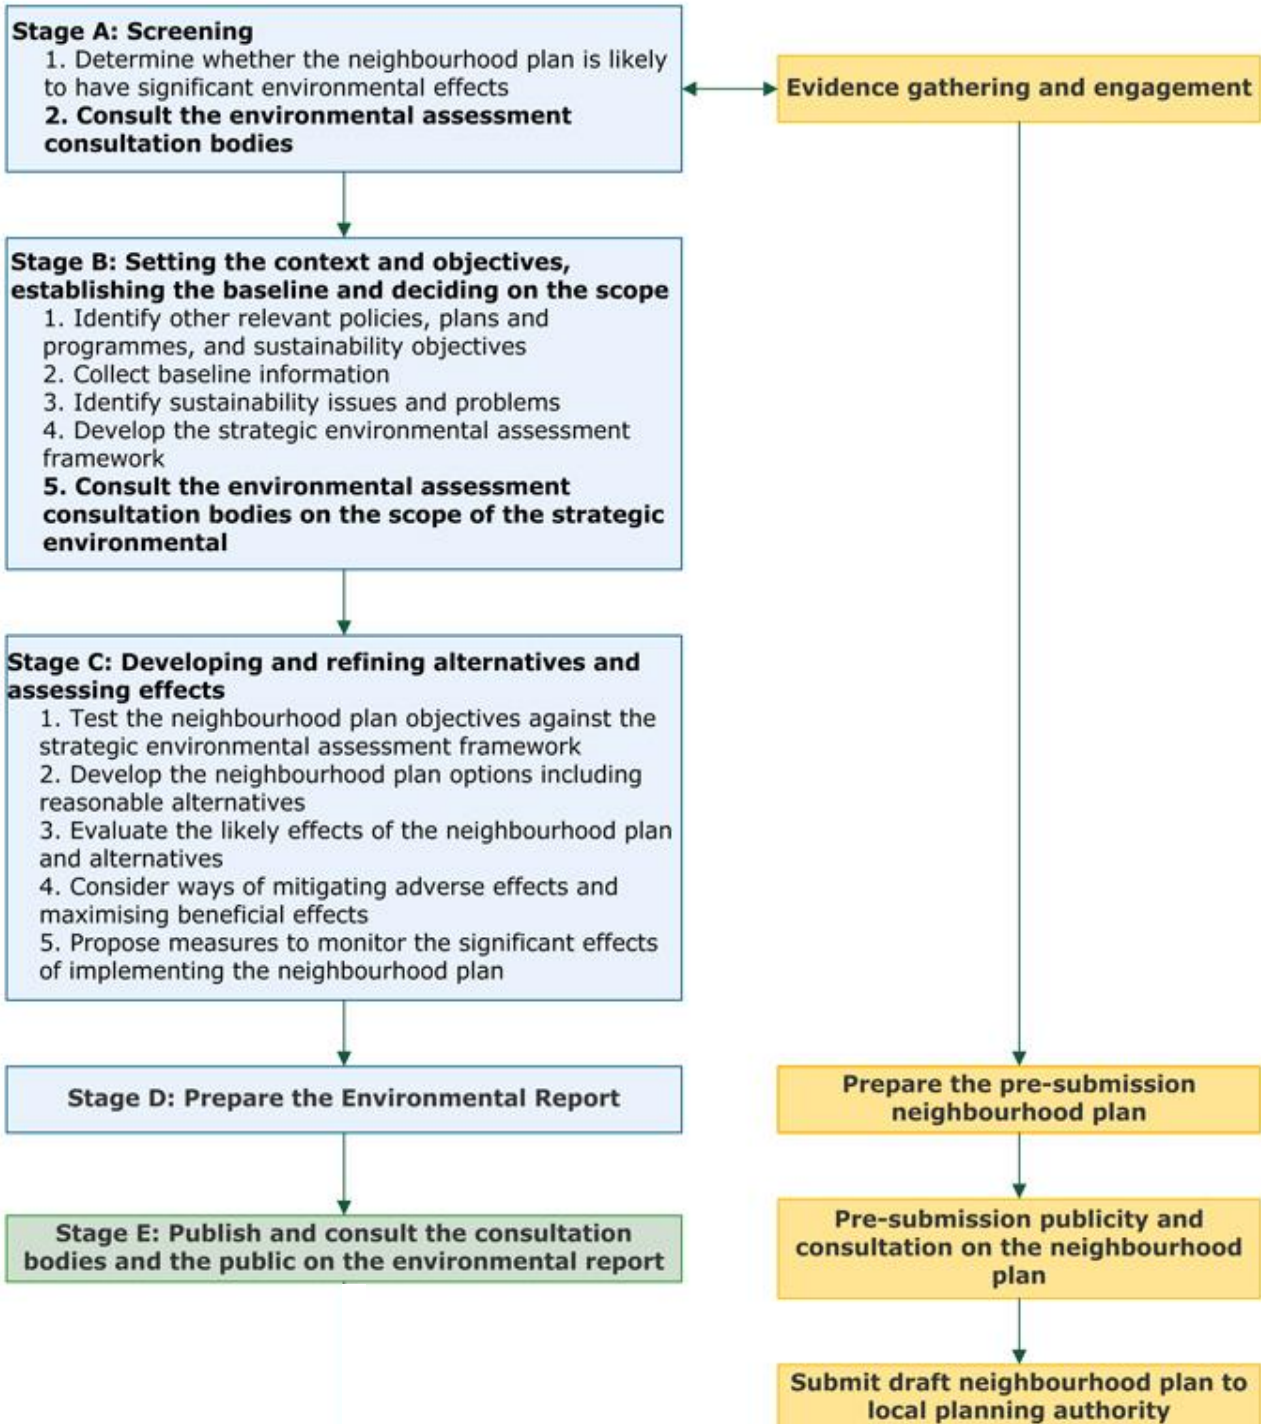 Stage A: Screening
1. Determine whether the neighbourhood plan is likely
to have significant environmental effects
2. Consult the environmental assessment
consultation bodies
Evidence gathering and engagement
Stage B: Setting the context and objectives,
establishing the baseline and deciding on the scope
1. Identify other relevant policies, plans and
programmes, and sustainability objectives
2. Collect baseline information
3. Identify sustainability issues and problems
4. Develop the strategic environmental assessment
framework
5. Consult the environmental assessment
consultation bodies on the scope of the strategic
environmental
Stage C: Developing and refining alternatives and
assessing effects
1. Test the neighbourhood plan objectives against the
strategic environmental assessment framework
2. Develop the neighbourhood plan options including
reasonable alternatives
3. Evaluate the likely effects of the neighbourhood plan
and alternatives
4. Consider ways of mitigating adverse effects and
maximising beneficial effects
5. Propose measures to monitor the significant effects
of implementing the neighbourhood plan
Stage D: Prepare the Environmental Report
Prepare the pre-submission
neighbourhood plan
Stage E: Publish and consult the consultation
bodies and the public on the environmental report
Pre-submission publicity and
consultation on the neighbourhood
plan
Submit draft neighbourhood plan to
local planning authority